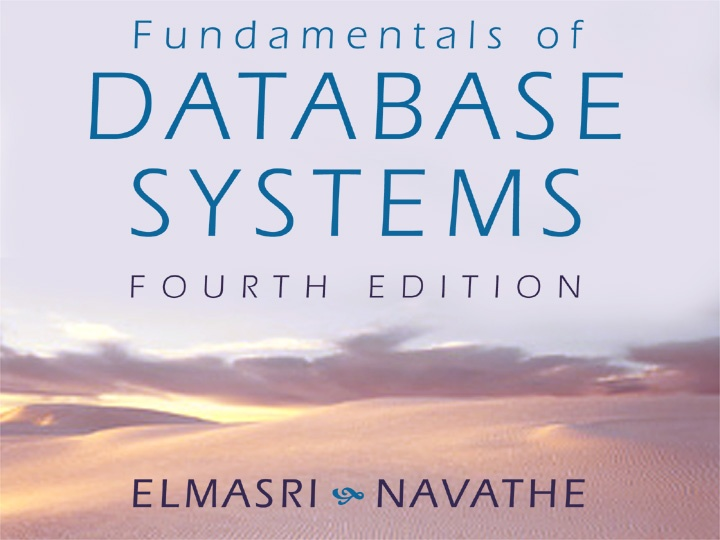 Fundamentals of
DATABASE
SYSTEMS
FOURTH EDITION
ELMASRI NAVATHE